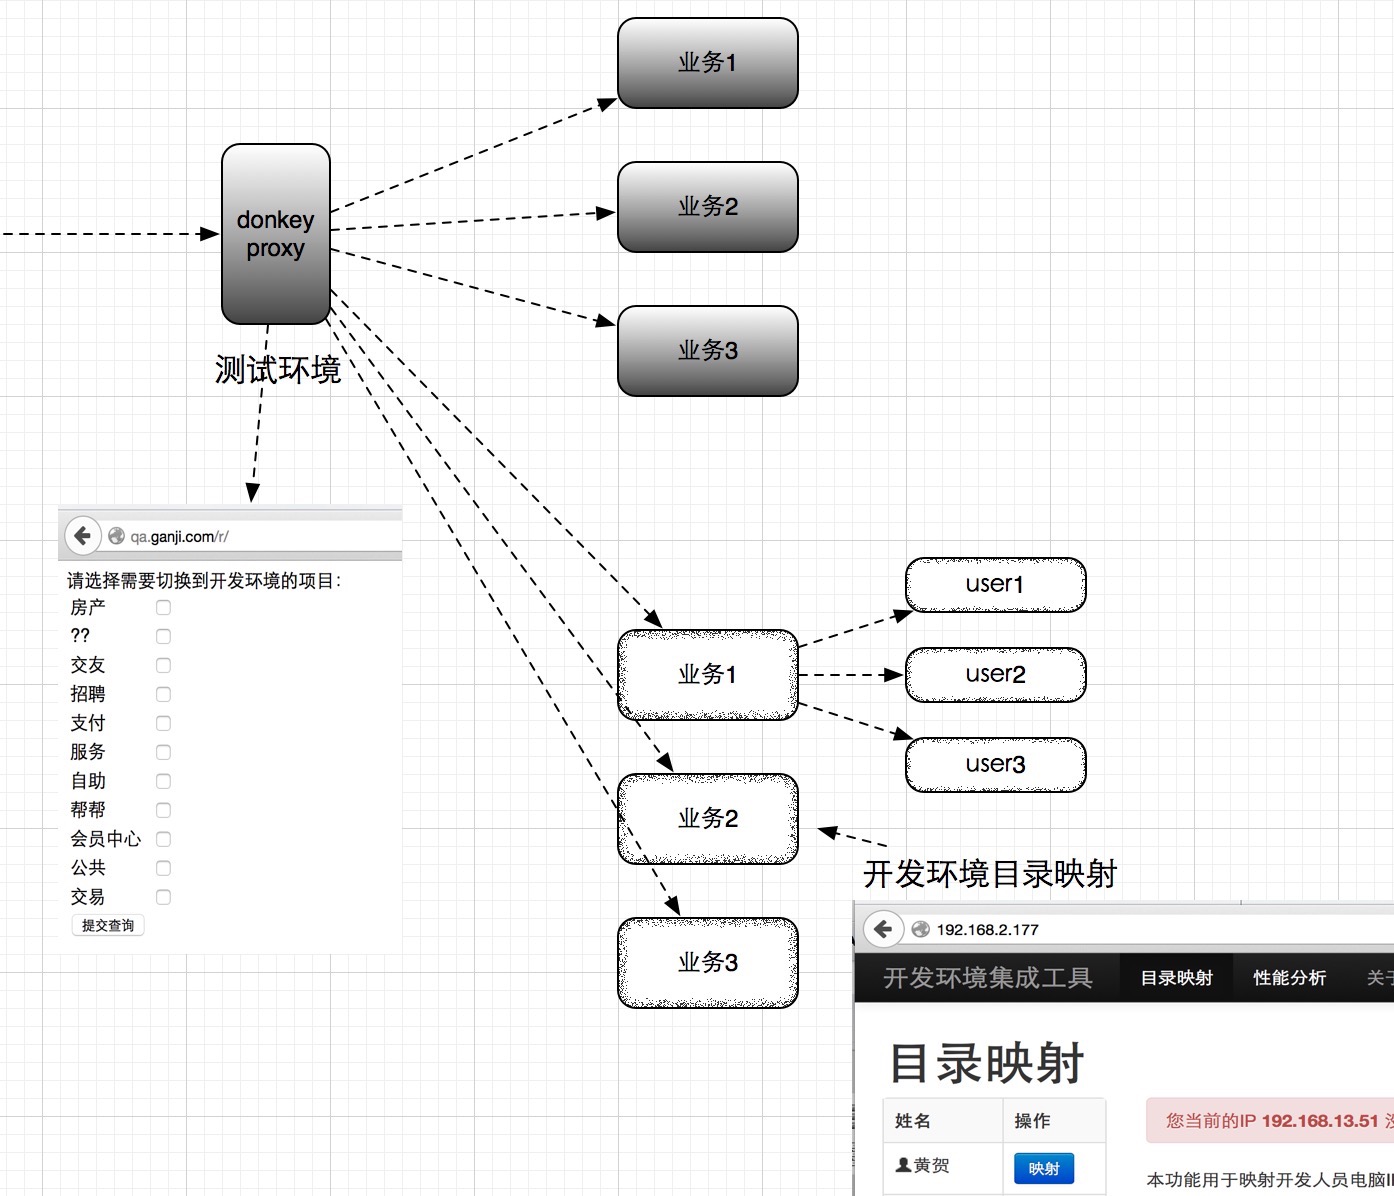 业务1
业务2
donkey
proxy
业务3
测试环境
qa.ganji.com/r/
请选择需要切换到开发环境的项目：
房产
??
交友
招聘
支付
服务
自助
帮帮
会员中心
公共
交易
提交查询
user1
业务1
user2
user3
业务2
开发环境目录映射
业务3
192.168.2.177
开发环境集成工具 目录映射 性能分析 关于
目录映射
姓名 操作
黄贺 映射
您当前的IP 192.168.13.51 没
本功能用于映射开发人员电脑I